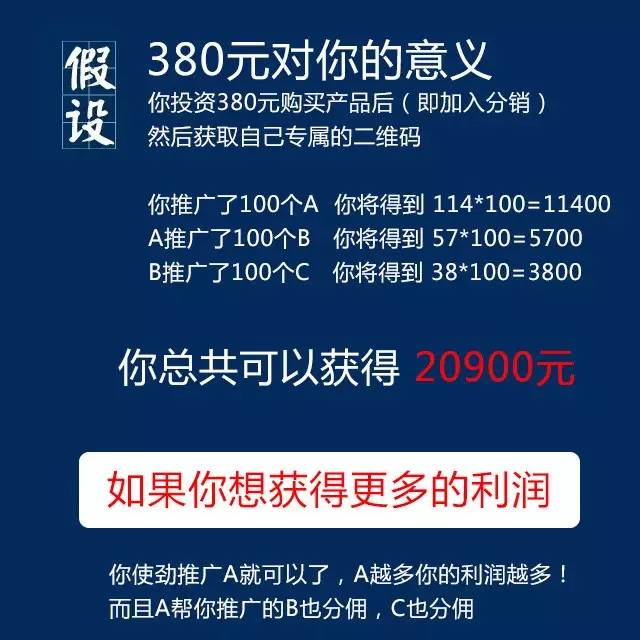 假设
380元对你的意义
你投资380元购买产品后（即加入分销）
然后获取自己专属的二维码
你推广了100个A 你将得到 114*100=11400
A推广了100个B 你将得到 57*100=5700
B推广了100个C 你将得到 38*100=3800
你总共可以获得 20900元
如果你想获得更多的利润
你使劲推广A就可以了，A越多你的利润越多！
而且A帮你推广的B也分佣，C也分佣